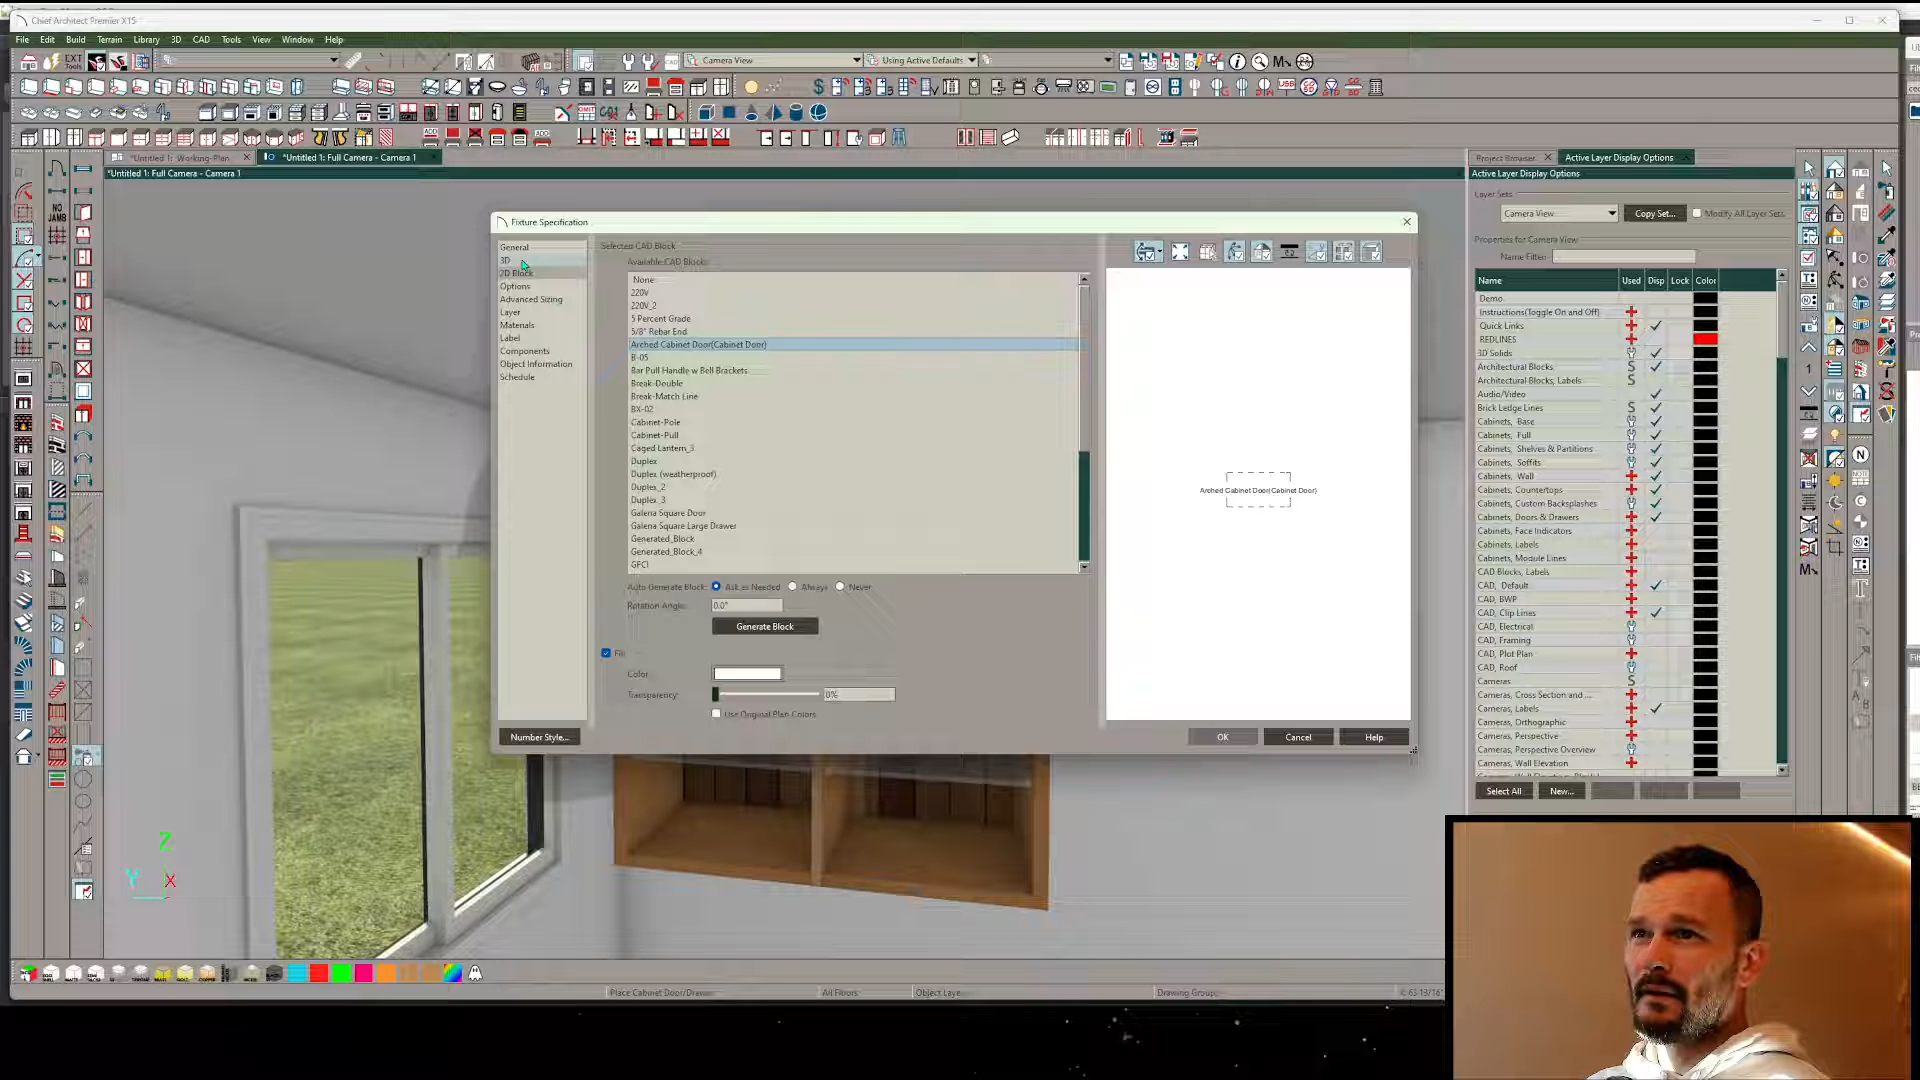 Chief Architect Premier X15
File Edit Build Terrain Library 3D CAD Tools View Window Help
EXT Tools
Camera View
Using Active Defaults
*Untitled 1: Working-Plan
*Untitled 1: Full Camera - Camera 1
*Untitled 1: Full Camera - Camera 1
NO. JAMB
Fixture Specification
General
3D
2D Block
Options
Advanced Sizing
Layer
Materials
Label
Components
Object Information
Schedule
Number Style...
Selected CAD Block
Available CAD Blocks:
None
220V
220V_2
5 Percent Grade
5/8" Rebar End
Arched Cabinet Door(Cabinet Door)
B-05
Bar Pull Handle w Bell Brackets
Break-Double
Break-Match Line
BX-02
Cabinet-Pole
Cabinet-Pull
Caged Lantern_3
Duplex
Duplex (weatherproof)
Duplex_2
Duplex_3
Galena Square Door
Galena Square Large Drawer
Generated_Block
Generated_Block_4
GFCI
Auto Generate Block: Ask as Needed Always Never
Rotation Angle: 0.0°
Generate Block
Fill
Color:
Transparency: 0%
Use Original Plan Colors
Arched Cabinet Door(Cabinet Door)
OK Cancel Help
Project Browser
Active Layer Display Options
Active Layer Display Options
Layer Sets
Camera View
Copy Set...
Modify All Layer Sets
Properties for Camera View
Name Filter:
Name Used Disp Lock Color
Demo
Instructions(Toggle On and Off)
Quick Links
REDLINES
3D Solids
Architectural Blocks S
Architectural Blocks, Labels S
Audio/Video
Brick Ledge Lines S
Cabinets, Base
Cabinets, Full
Cabinets, Shelves & Partitions
Cabinets, Soffits
Cabinets, Wall
Cabinets, Countertops
Cabinets, Custom Backsplashes
Cabinets, Doors & Drawers
Cabinets, Face Indicators
Cabinets, Labels
Cabinets, Module Lines
CAD Blocks, Labels
CAD, Default
CAD, BWP
CAD, Clip Lines
CAD, Electrical
CAD, Framing
CAD, Plot Plan
CAD, Roof
Cameras S
Cameras, Cross Section and ...
Cameras, Labels
Cameras, Orthographic
Cameras, Perspective
Cameras, Perspective Overview
Cameras, Wall Elevation
Select All New...
Z
Y X
Place Cabinet Door/Drawer
All Floors
Object Laye
Drawing Group:
X: 63 13/16"